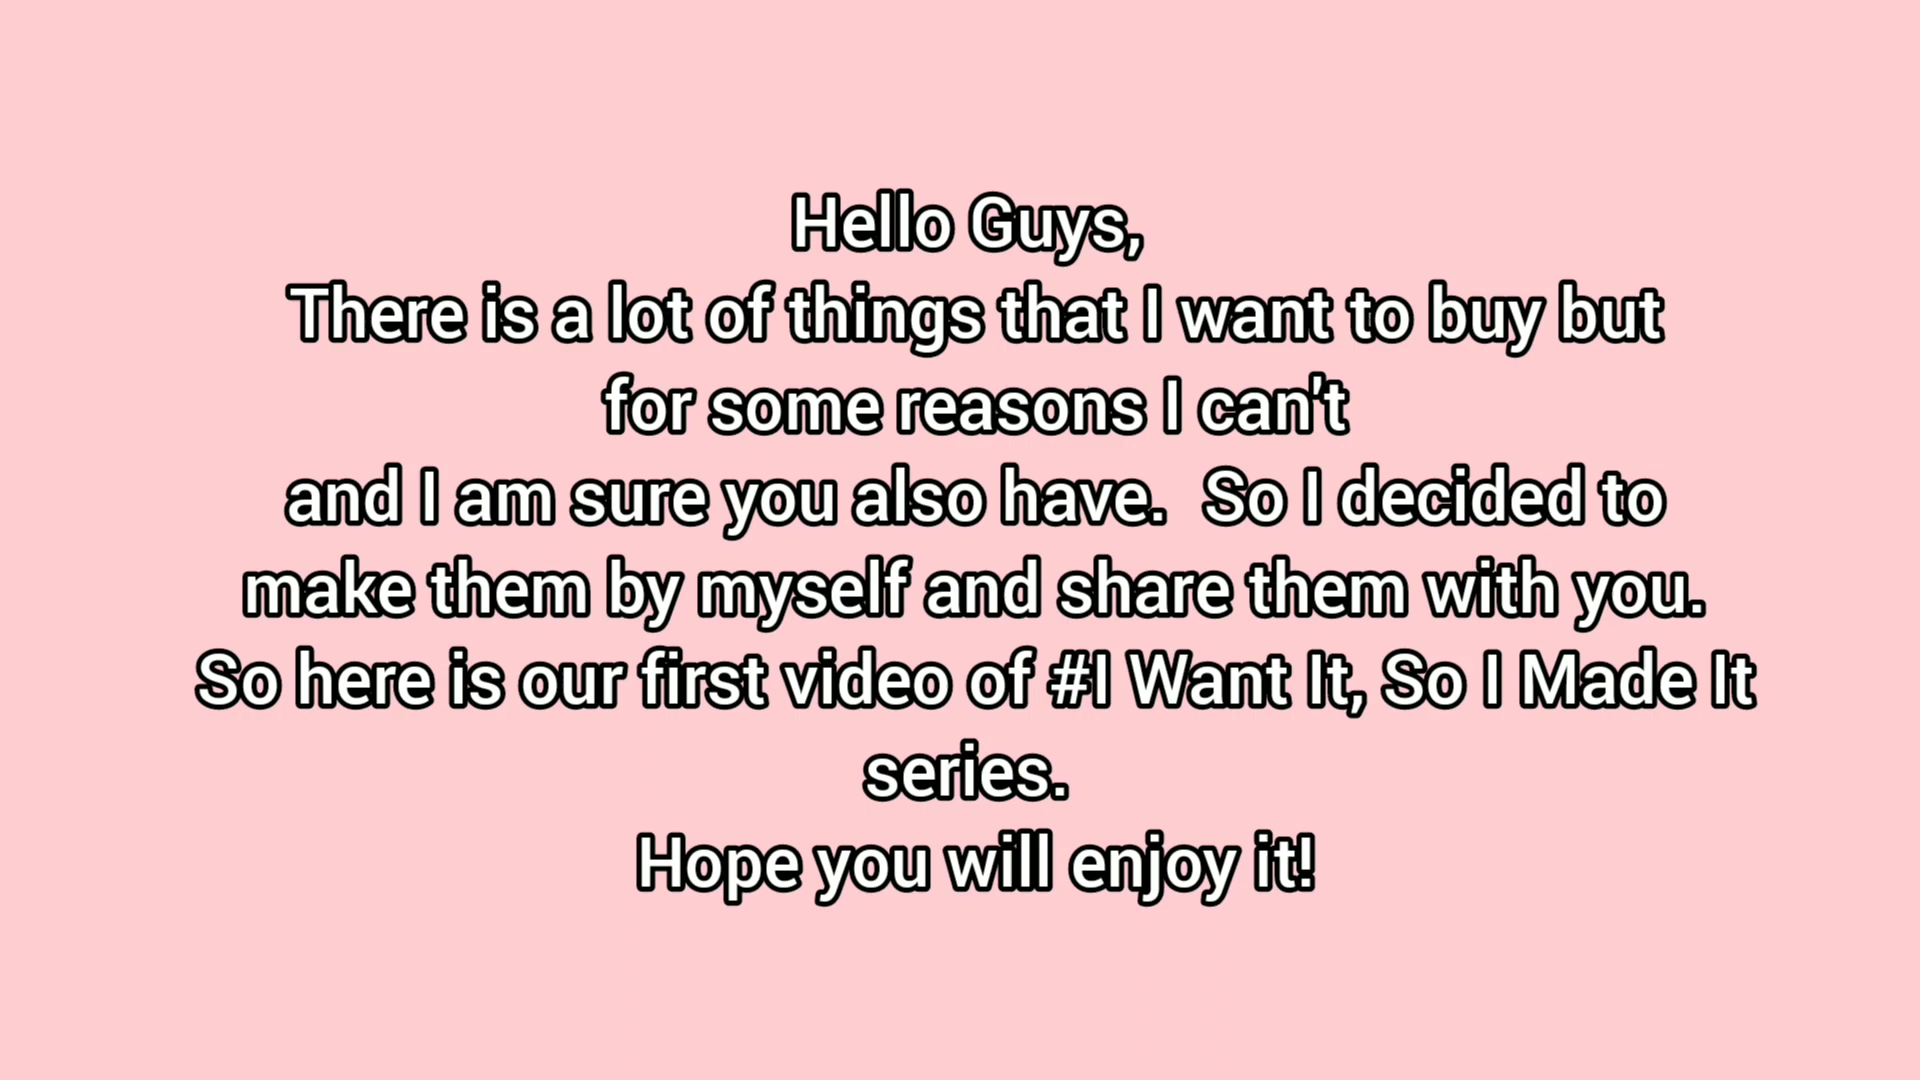 Hello Guys,
There is a lot of things that I want to buy but
for some reasons I can't
and I am sure you also have.  So I decided to
make them by myself and share them with you.
So here is our first video of #I Want It, So I Made It
series.
Hope you will enjoy it!